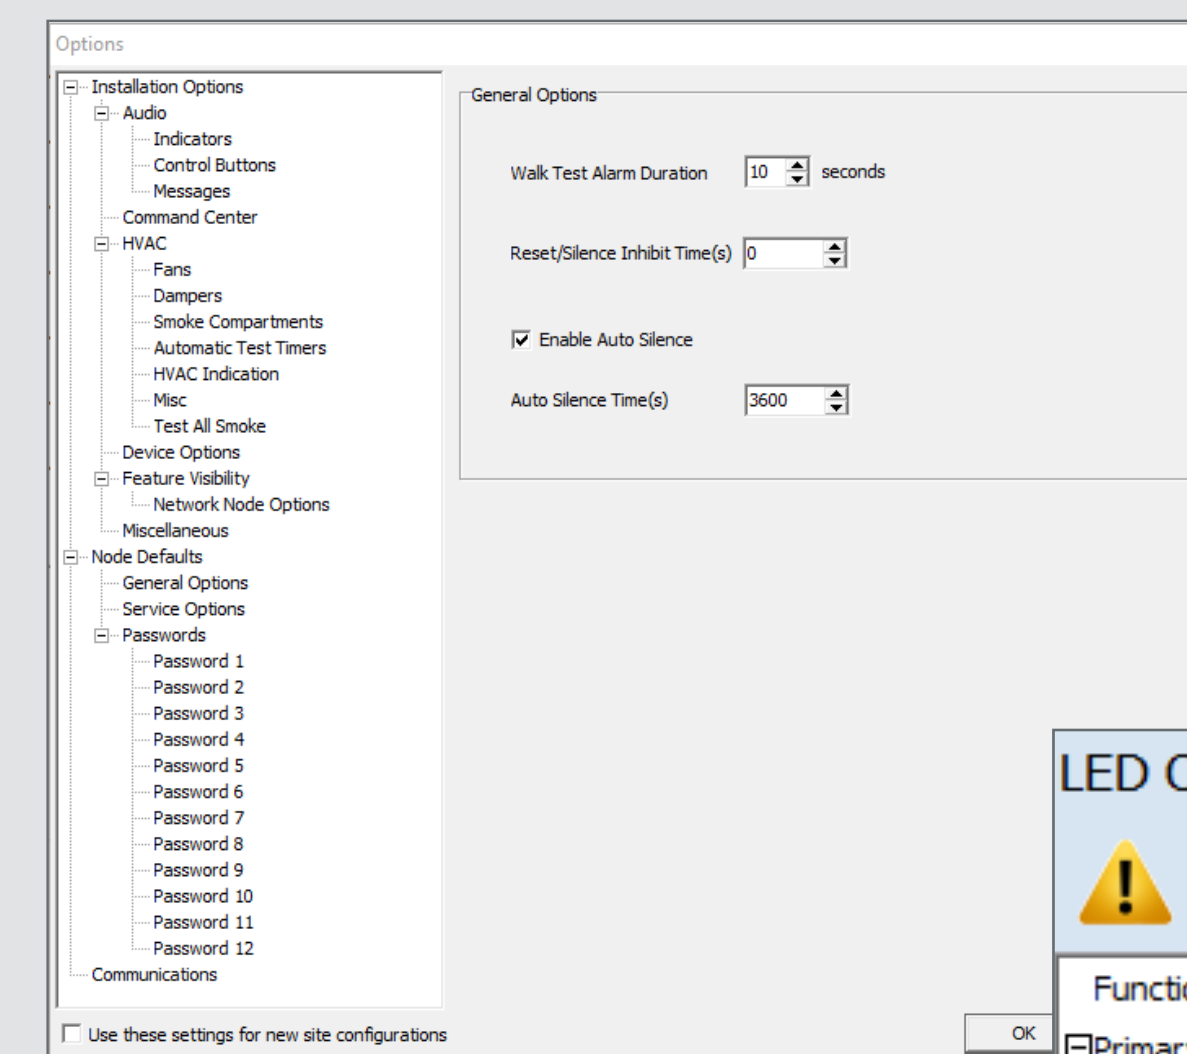 Options
Installation Options
Audio
Indicators
Control Buttons
Messages
Command Center
HVAC
Fans
Dampers
Smoke Compartments
Automatic Test Timers
HVAC Indication
Misc
Test All Smoke
Device Options
Feature Visibility
Network Node Options
Miscellaneous
Node Defaults
General Options
Service Options
Passwords
Password 1
Password 2
Password 3
Password 4
Password 5
Password 6
Password 7
Password 8
Password 9
Password 10
Password 11
Password 12
Communications
Use these settings for new site configurations
General Options
Walk Test Alarm Duration 10 seconds
Reset/Silence Inhibit Time(s) 0
Enable Auto Silence
Auto Silence Time(s) 3600
OK
LED